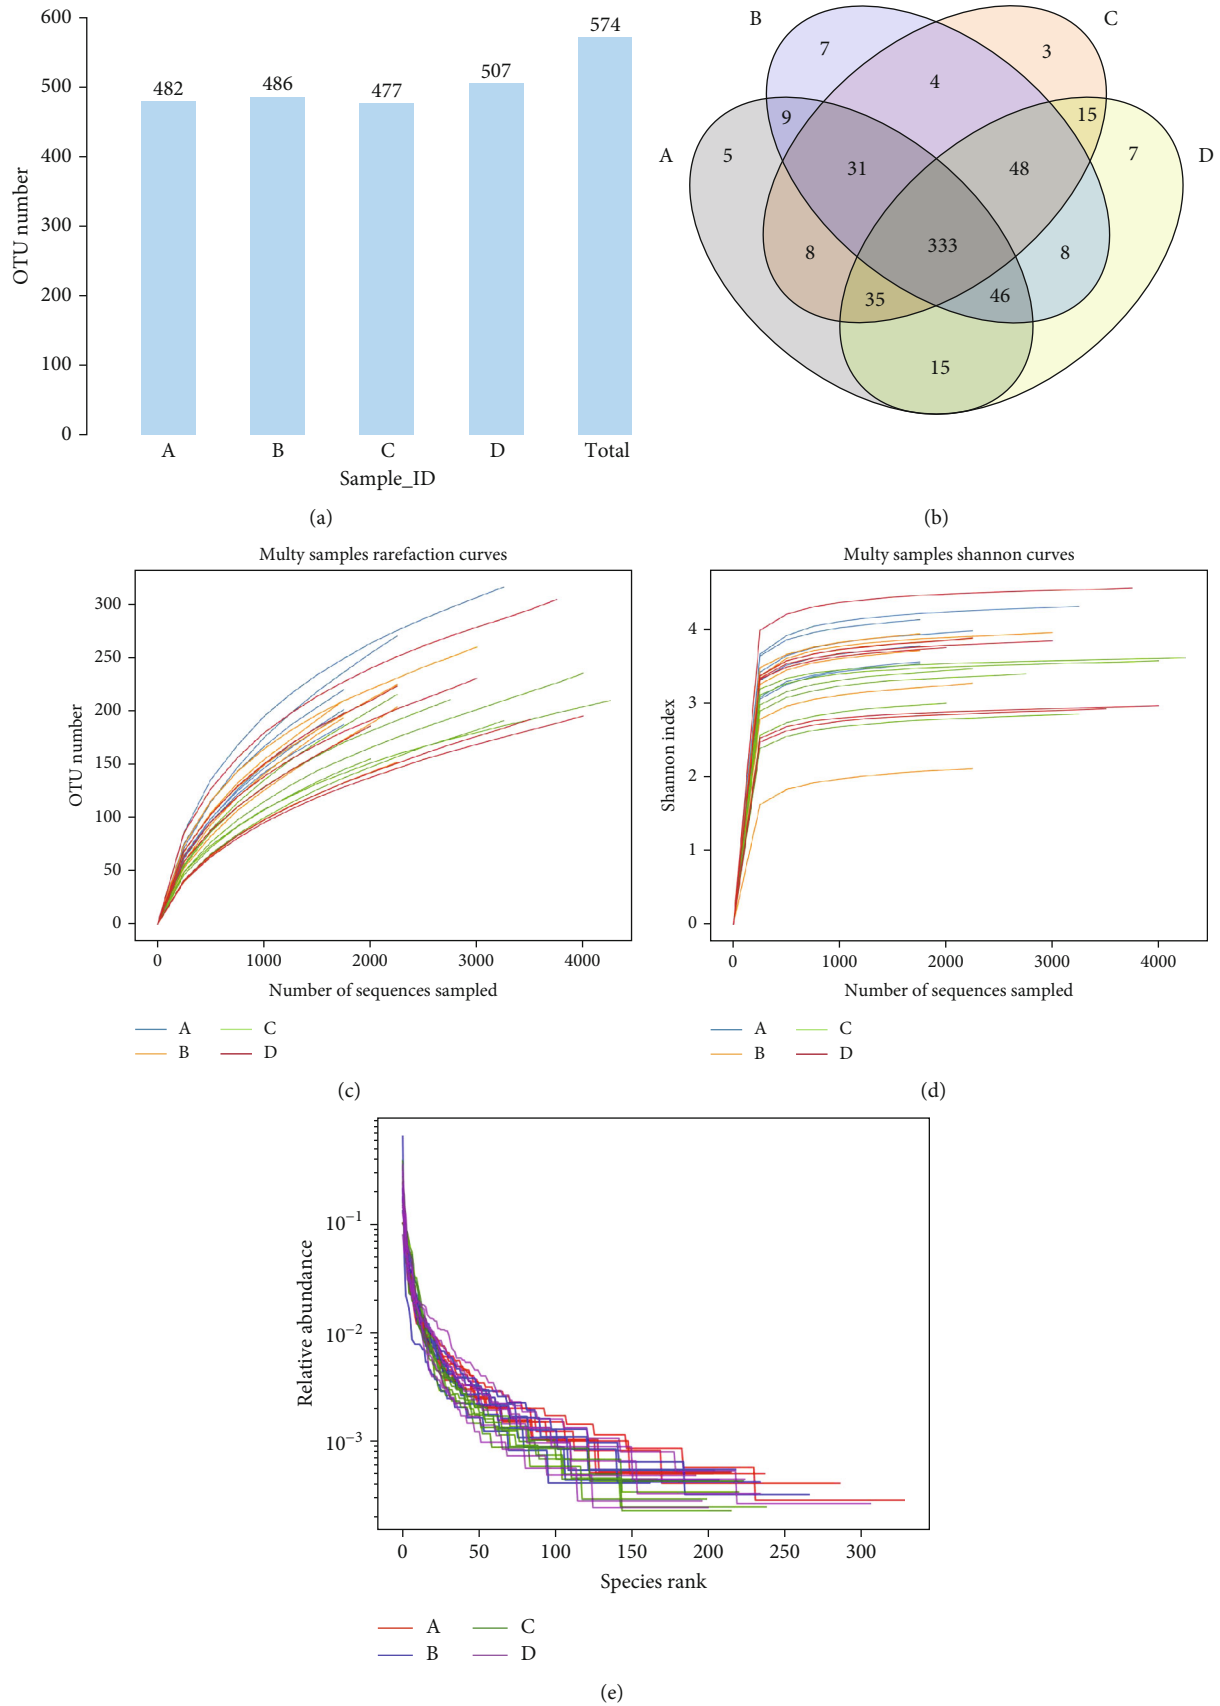 600
500
400
300
200
100
0
OTU number
482
486
477
507
574
A B C D Total
Sample_ID
(a)
B C
7 3
4
9 15
A 5 7 D
31 48
8 333 8
35 46
15
(b)
Multy samples rarefaction curves
300
250
200
150
100
50
0
OTU number
0 1000 2000 3000 4000
Number of sequences sampled
A C
B D
(c)
Multy samples shannon curves
4
3
2
1
0
Shannon index
0 1000 2000 3000 4000
Number of sequences sampled
A C
B D
(d)
10−1
10−2
10−3
Relative abundance
0 50 100 150 200 250 300
Species rank
A C
B D
(e)